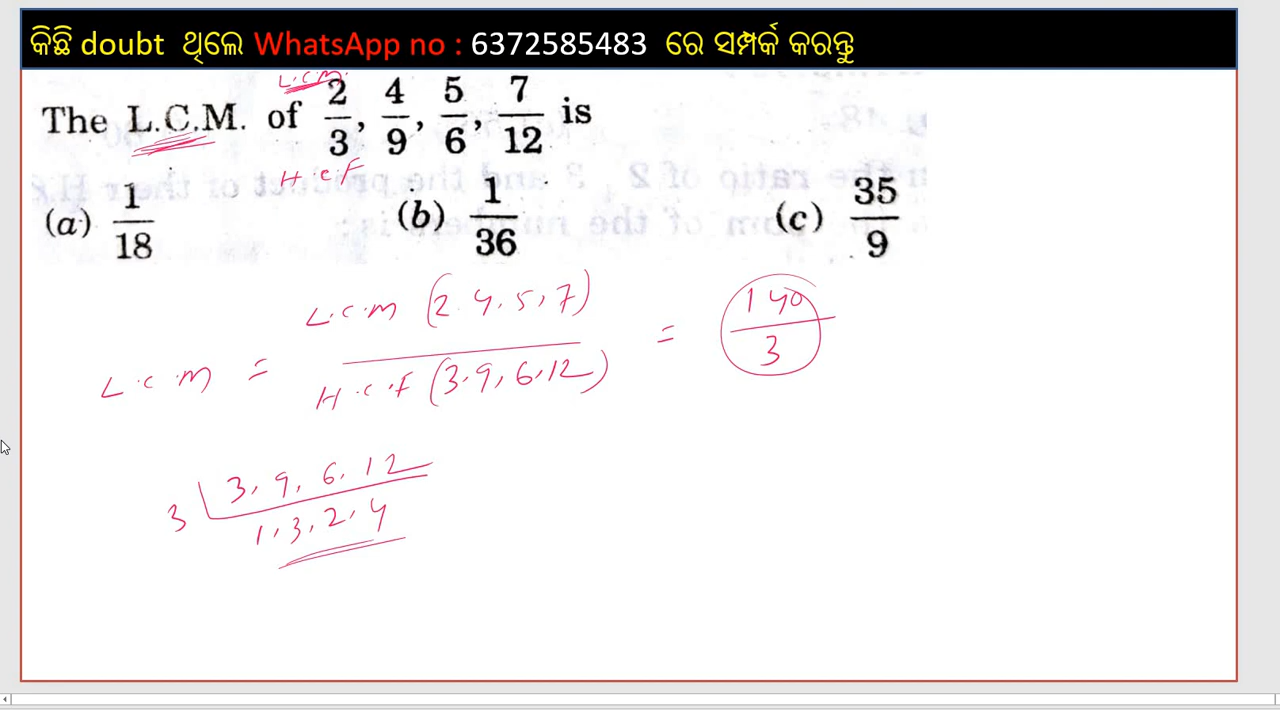 କିଛି doubt ଥିଲେ WhatsApp no : 6372585483 ରେ ସମ୍ପର୍କ କରନ୍ତୁ
L.C.M.
The L.C.M. of 2/3, 4/9, 5/6, 7/12 is
H.C.F
(a) 1/18 (b) 1/36 (c) 35/9
L.C.M = L.C.M (2, 4, 5, 7) / H.C.F (3, 9, 6, 12) = 140/3
3 | 3, 9, 6, 12
1, 3, 2, 4